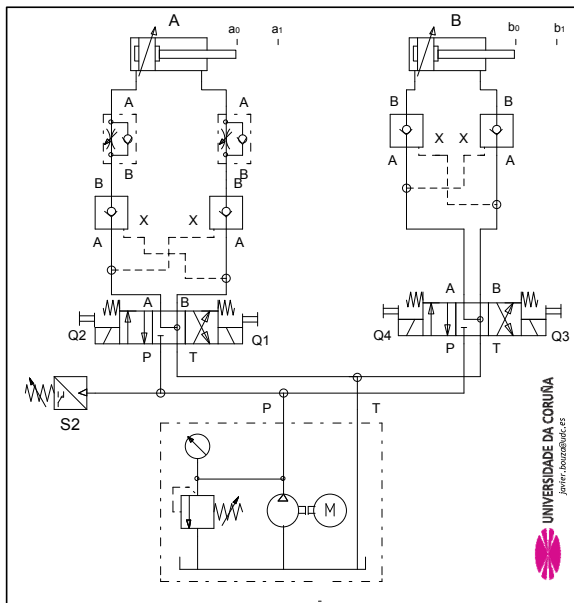 A a₀ a₁
B b₀ b₁
A A
B B
B B
X X
A A
B B
X X
A A
A B
Q2 Q1
P T
A B
Q4 Q3
P T
S2
P T
M
UNIVERSIDADE DA CORUÑA
javier.bouza@udc.es